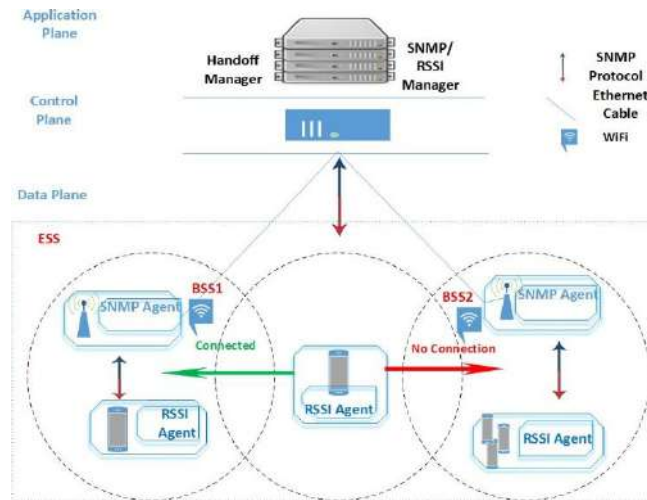 Application
Plane
Handoff
Manager
SNMP/
RSSI
Manager
SNMP
Protocol
Ethernet
Cable
WiFi
Control
Plane
Data Plane
ESS
BSS1
BSS2
SNMP Agent
SNMP Agent
Connected
No Connection
RSSI
Agent
RSSI Agent
RSSI Agent